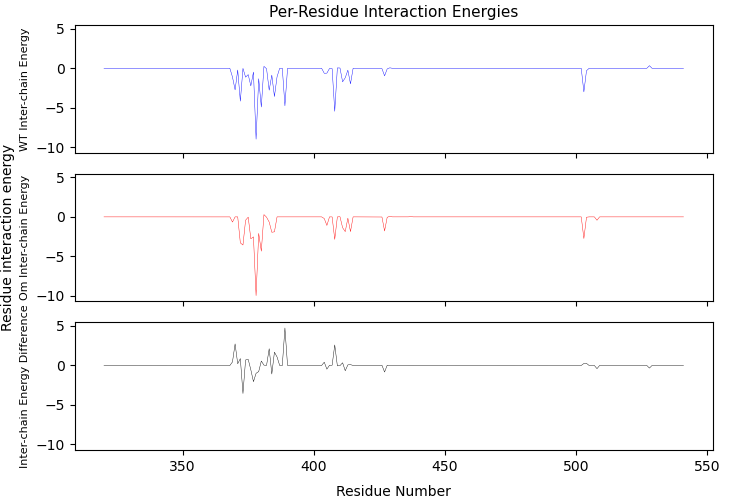 Per-Residue Interaction Energies
Residue interaction energy
WT Inter-chain Energy
5
0
−5
−10
Om Inter-chain Energy
5
0
−5
−10
Inter-chain Energy Difference
5
0
−5
−10
350 400 450 500 550
Residue Number